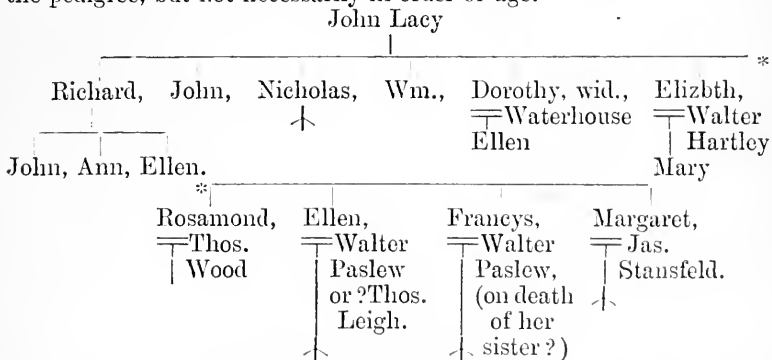 the pedigree, but not necessarily in order of age.
John Lacy
*
Richard, John, Nicholas, Wm., Dorothy, wid., Elizbth,
Waterhouse Walter
Ellen Hartley
John, Ann, Ellen. Mary
*
Rosamond, Ellen, Francys, Margaret,
Thos. Walter Walter Jas.
Wood Paslew Paslew, Stansfeld.
or ?Thos. (on death
Leigh. of her
sister ?)